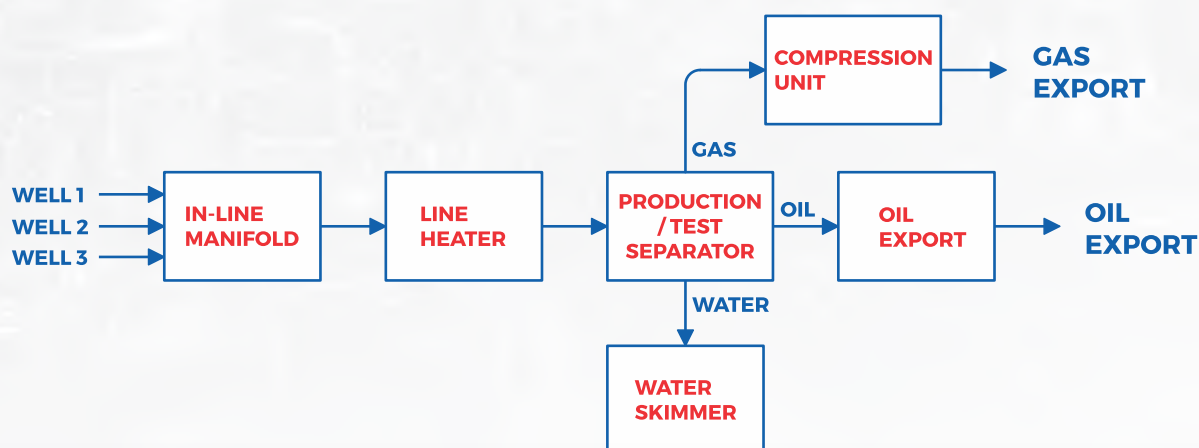 COMPRESSION
UNIT
GAS
EXPORT
GAS
WELL 1
WELL 2
WELL 3
IN-LINE
MANIFOLD
LINE
HEATER
PRODUCTION
/ TEST
SEPARATOR
OIL
OIL
EXPORT
OIL
EXPORT
WATER
WATER
SKIMMER